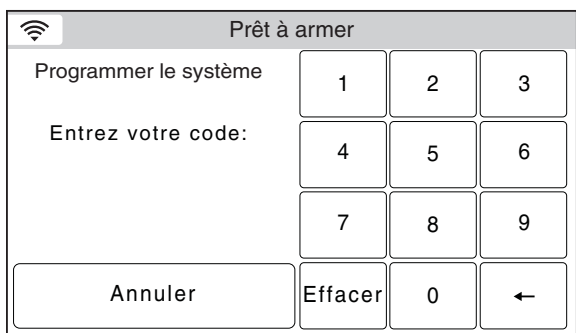 Prêt à armer
Programmer le système
Entrez votre code:
1 2 3
4 5 6
7 8 9
Annuler Effacer 0 ←